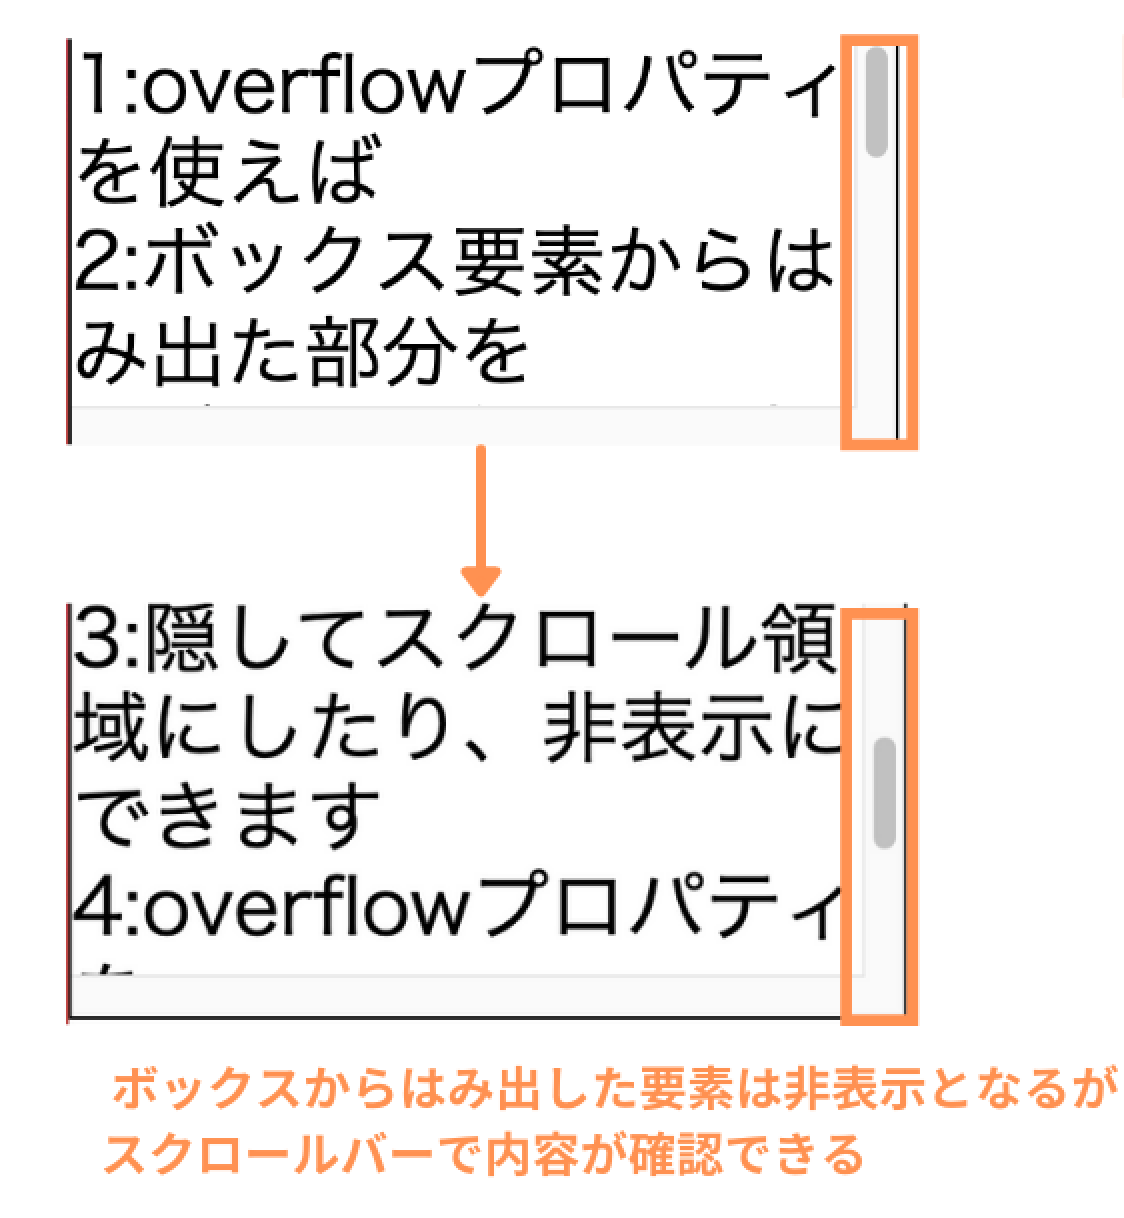 1:overflowプロパティ
を使えば
2:ボックス要素からは
み出た部分を
3:隠してスクロール領
域にしたり、非表示に
できます
4:overflowプロパティ
ボックスからはみ出した要素は非表示となるが
スクロールバーで内容が確認できる